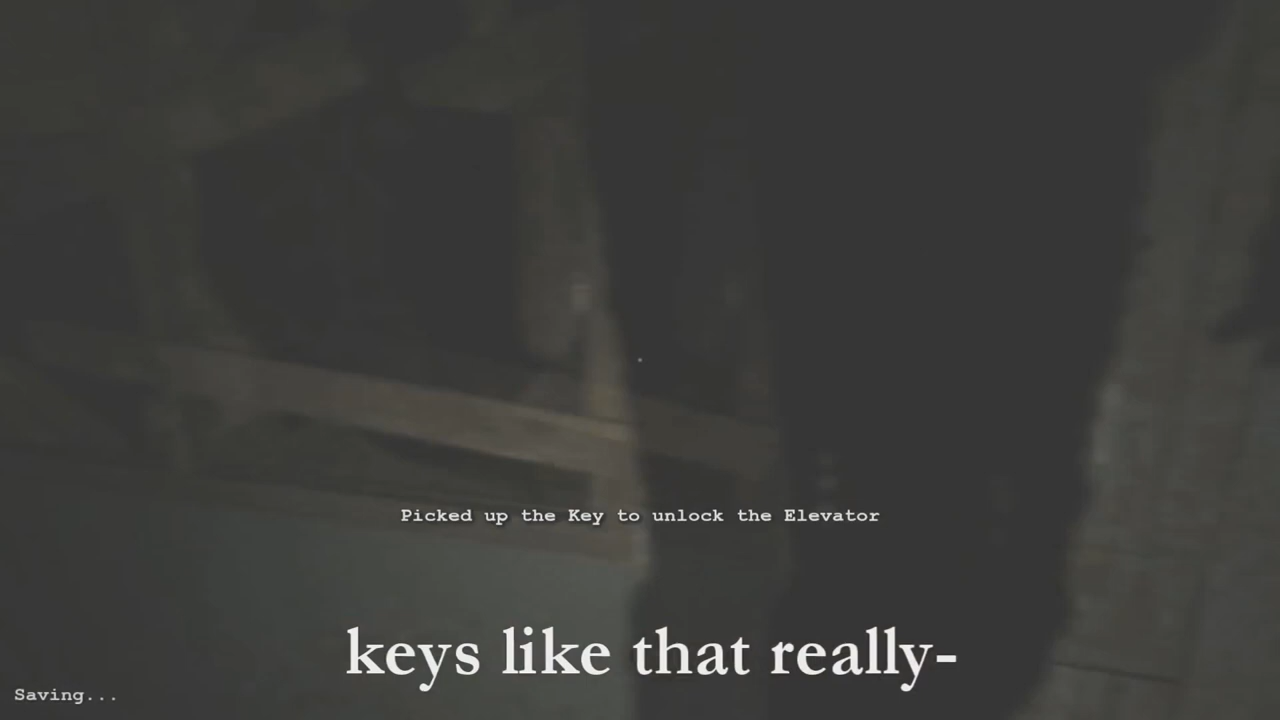 Picked up the Key to unlock the Elevator
keys like that really-
Saving...